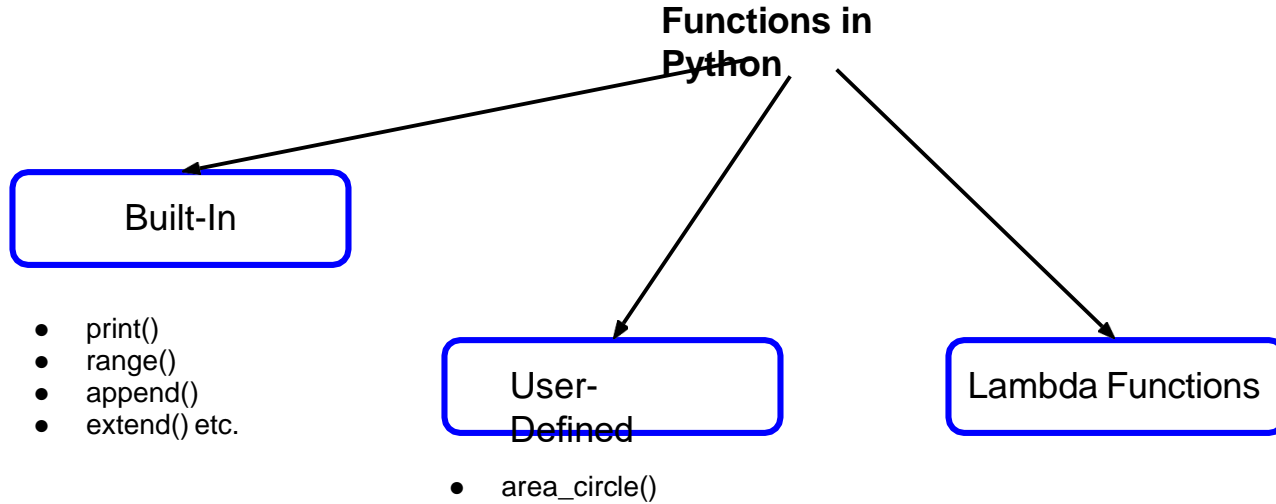 Functions in
Python
Built-In
● print()
● range()
● append()
● extend() etc.
User-
Defined
● area_circle()
Lambda Functions